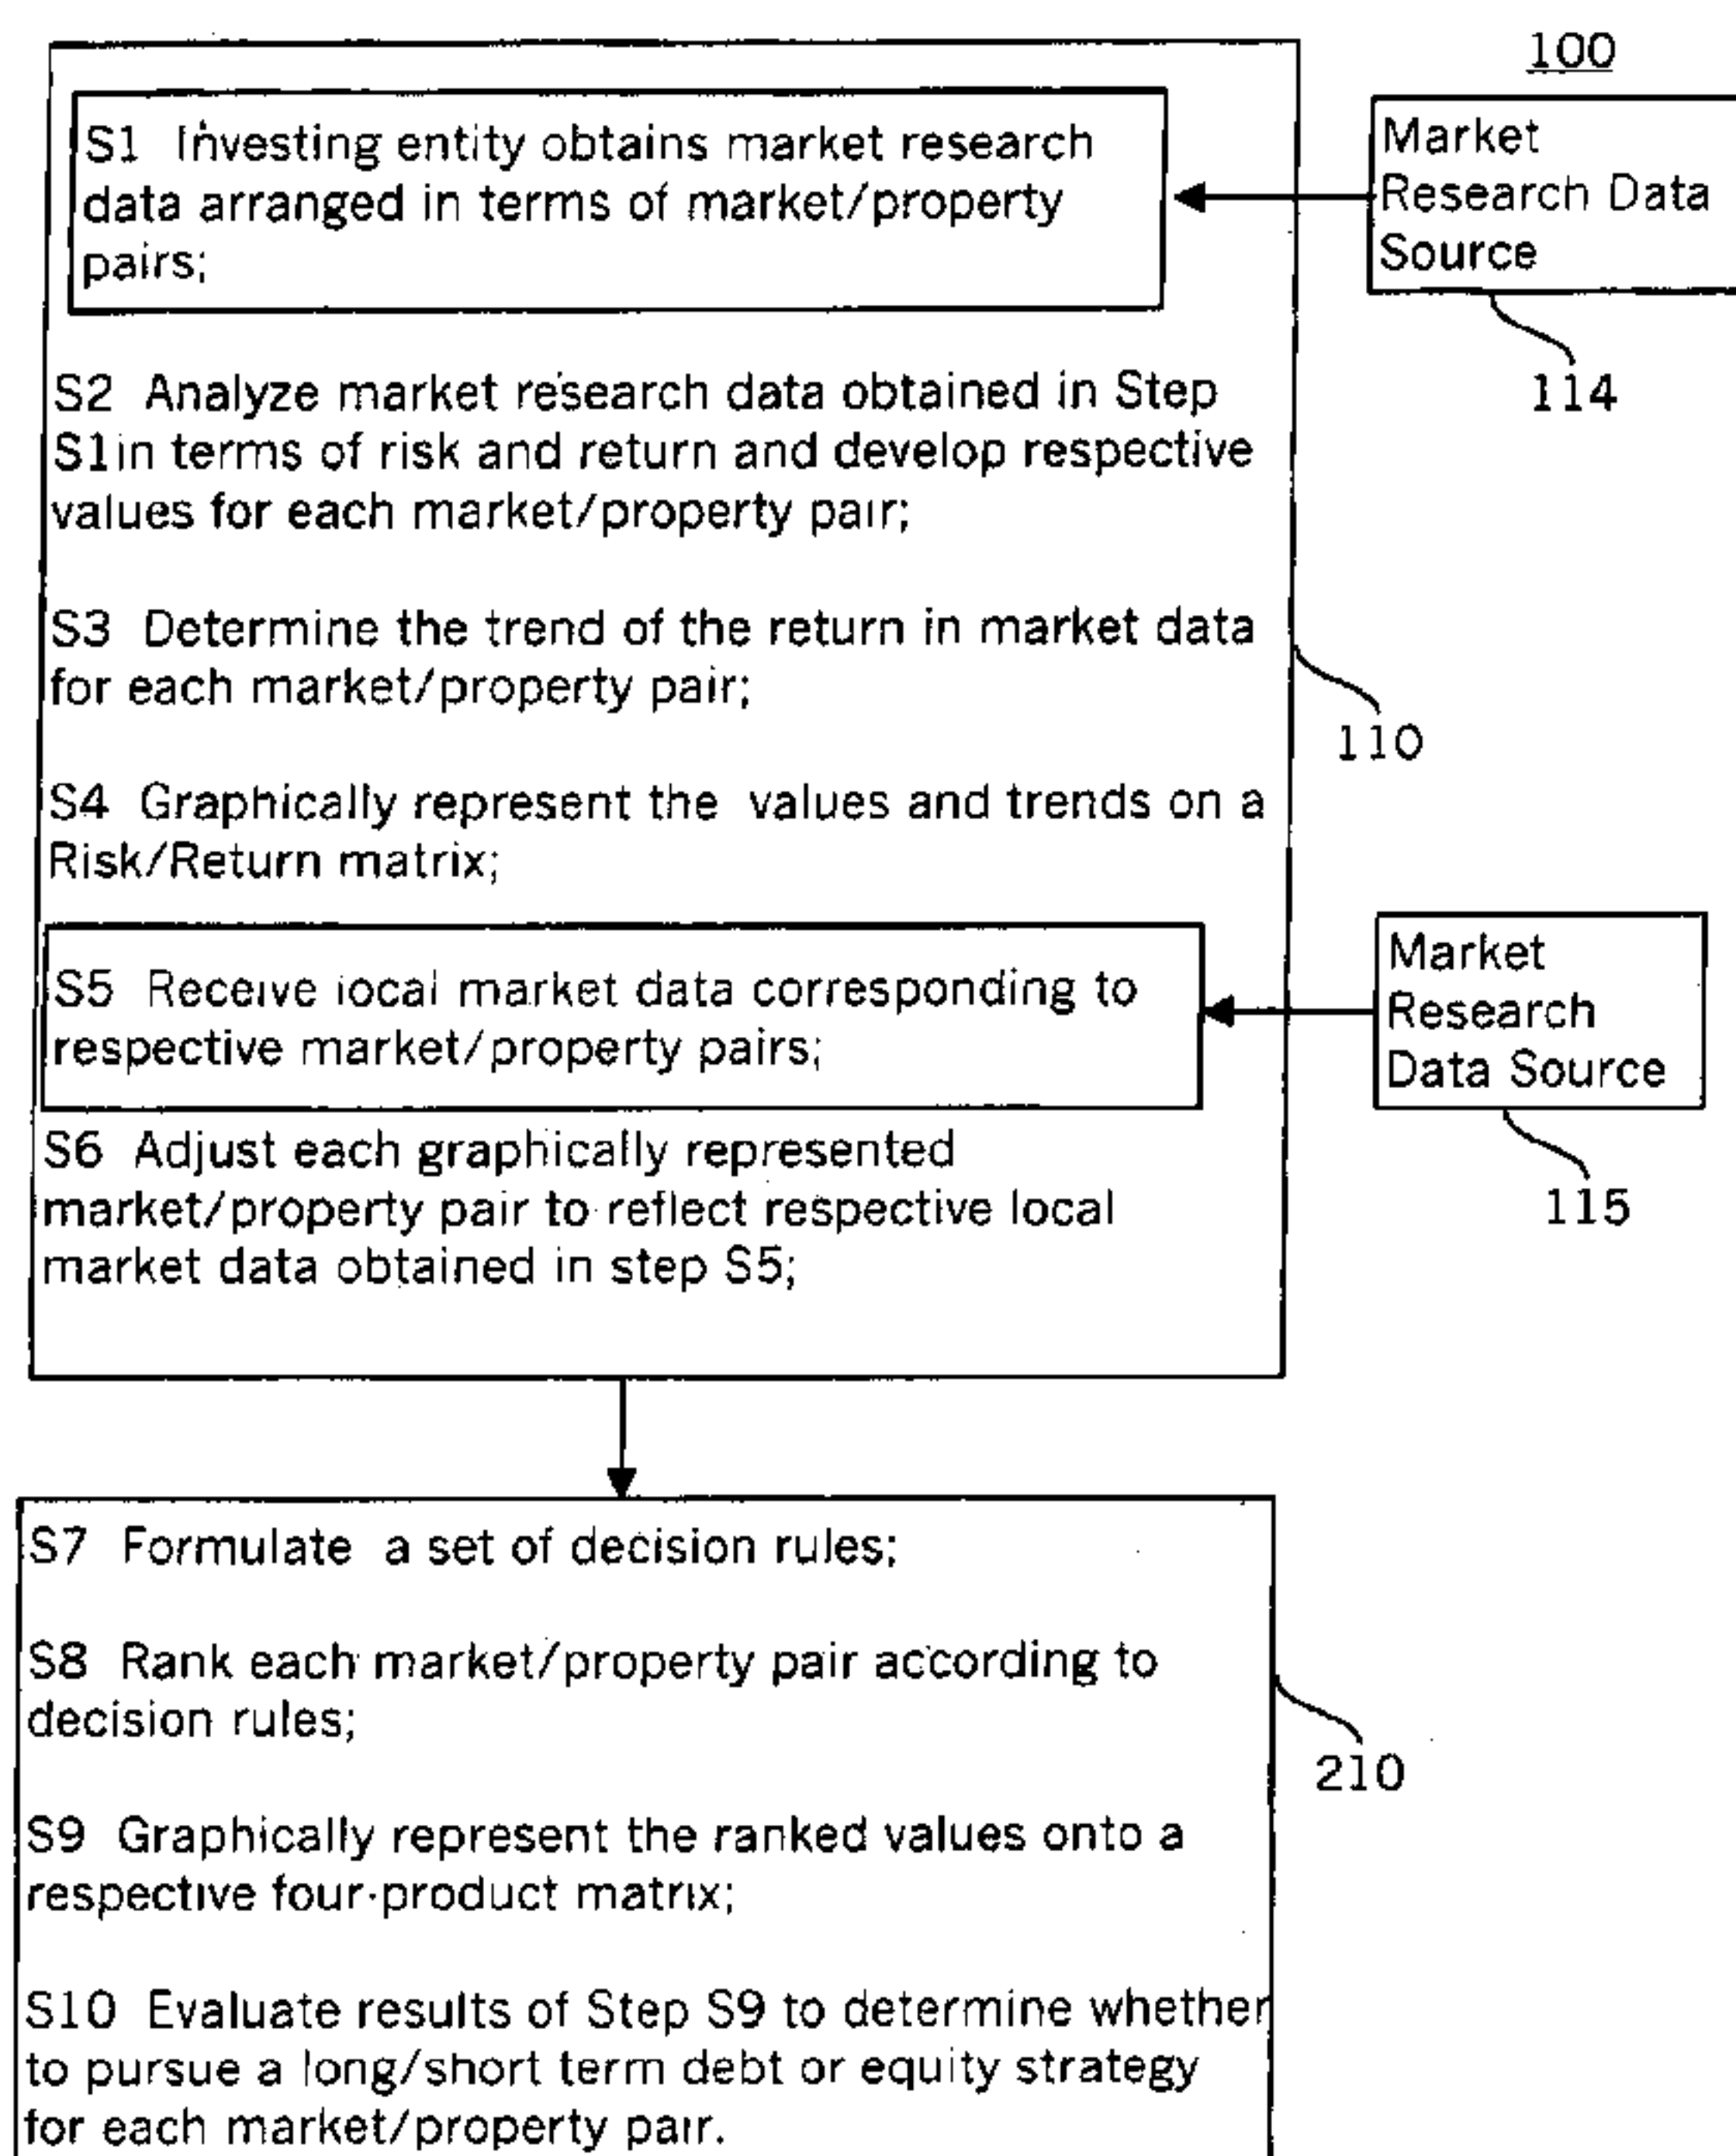 100
S1 Investing entity obtains market research
data arranged in terms of market/property
pairs;
Market
Research Data
Source
114
S2 Analyze market research data obtained in Step
S1 in terms of risk and return and develop respective
values for each market/property pair;
S3 Determine the trend of the return in market data
for each market/property pair;
110
S4 Graphically represent the values and trends on a
Risk/Return matrix;
S5 Receive local market data corresponding to
respective market/property pairs;
Market
Research
Data Source
115
S6 Adjust each graphically represented
market/property pair to reflect respective local
market data obtained in step S5;
S7 Formulate a set of decision rules;
S8 Rank each market/property pair according to
decision rules;
210
S9 Graphically represent the ranked values onto a
respective four-product matrix;
S10 Evaluate results of Step S9 to determine whether
to pursue a long/short term debt or equity strategy
for each market/property pair.